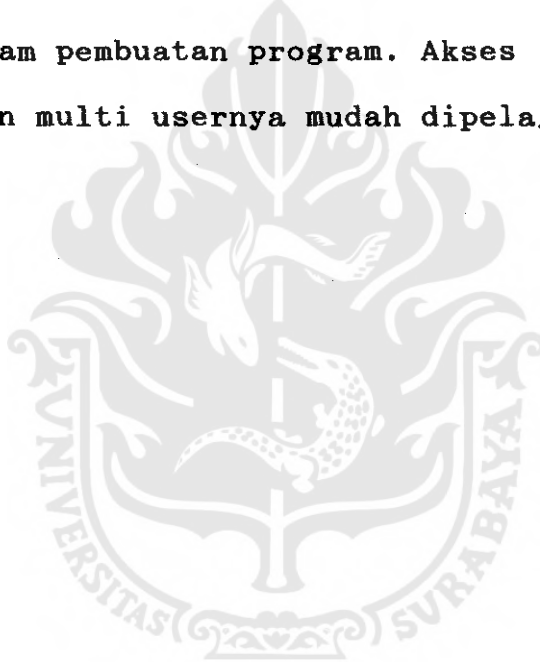 am pembuatan program. Akses
n multi usernya mudah dipela
UNIVERSITAS SURABAYA